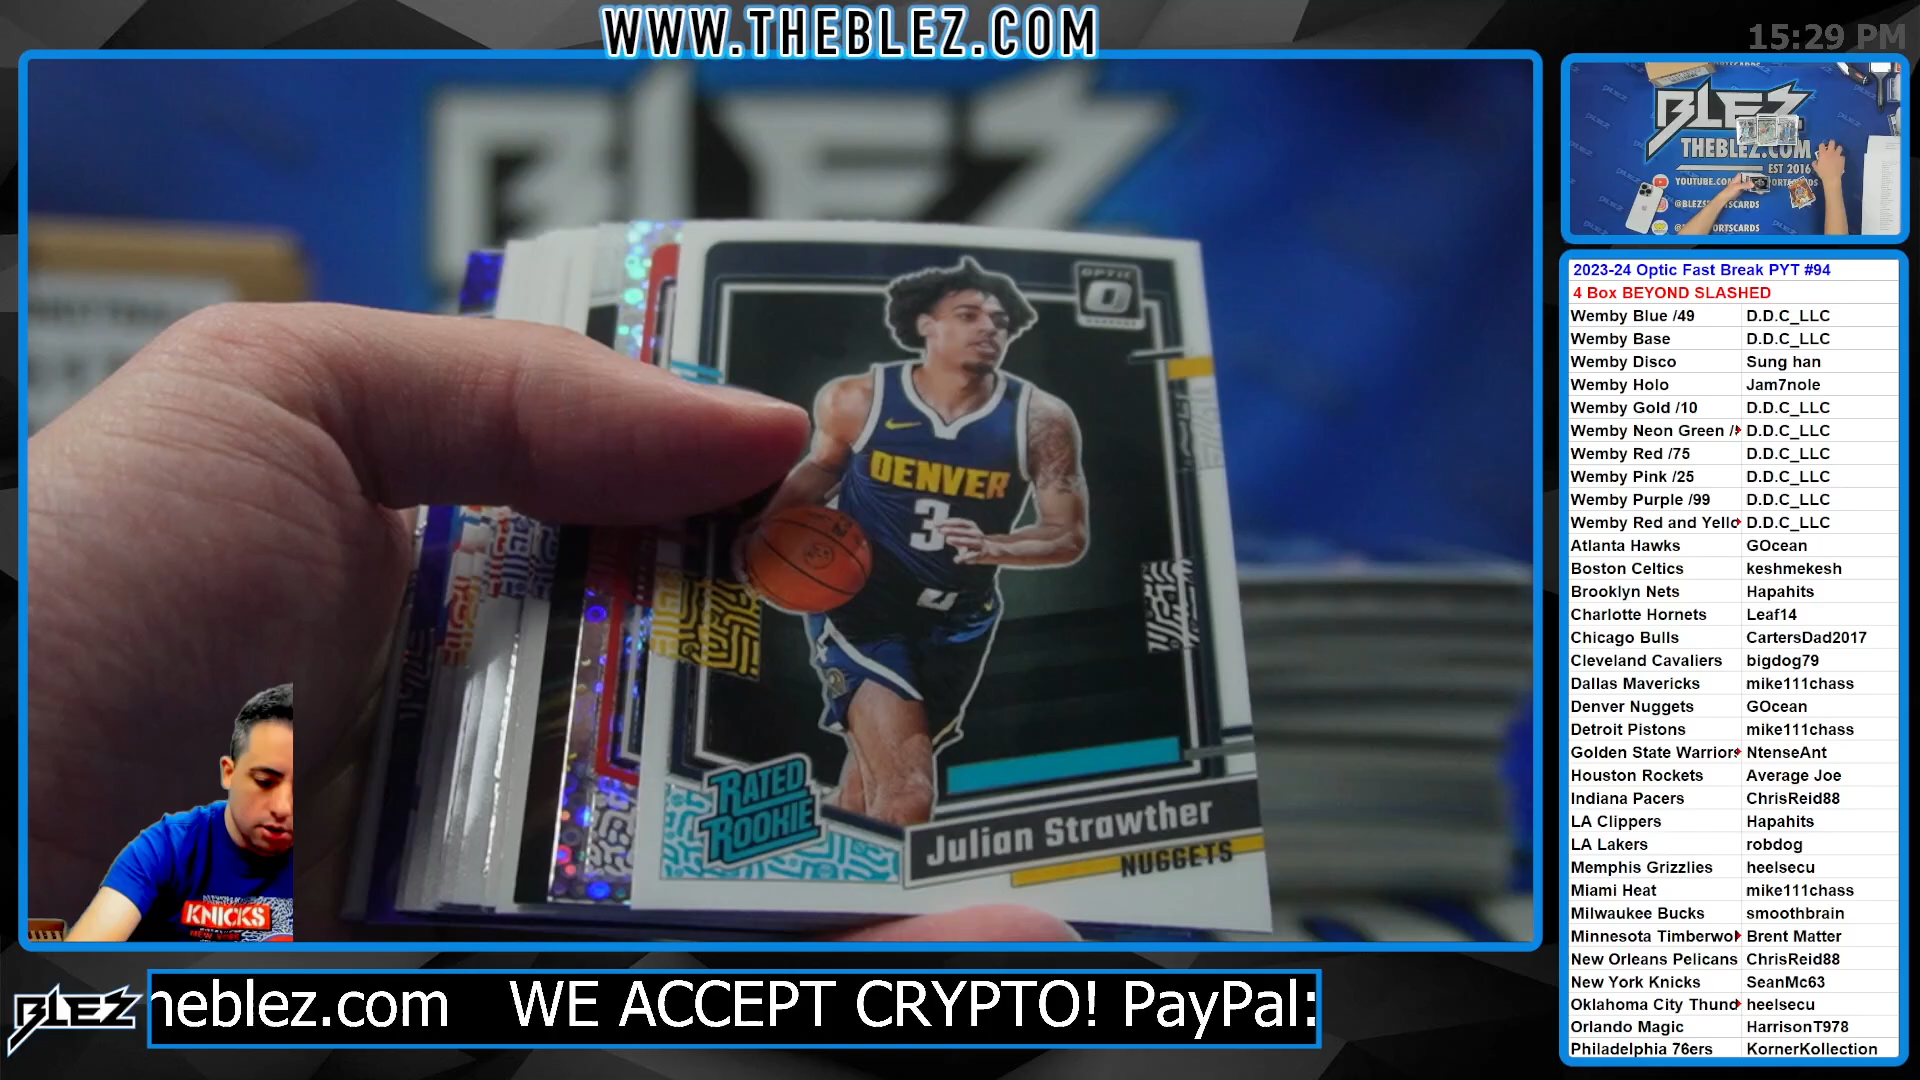 WWW.THEBLEZ.COM
15:29 PM
BLEZ
OPTIC
DENVER
3
RATED
ROOKIE
Julian Strawther
NUGGETS
KNICKS
NEW YORK
BLEZ
THEBLEZ.COM
EST 2016
2023-24 Optic Fast Break PYT #94
4 Box BEYOND SLASHED
Wemby Blue /49 D.D.C_LLC
Wemby Base D.D.C_LLC
Wemby Disco Sung han
Wemby Holo Jam7nole
Wemby Gold /10 D.D.C_LLC
Wemby Neon Green / D.D.C_LLC
Wemby Red /75 D.D.C_LLC
Wemby Pink /25 D.D.C_LLC
Wemby Purple /99 D.D.C_LLC
Wemby Red and Yello D.D.C_LLC
Atlanta Hawks GOcean
Boston Celtics keshmekesh
Brooklyn Nets Hapahits
Charlotte Hornets Leaf14
Chicago Bulls CartersDad2017
Cleveland Cavaliers bigdog79
Dallas Mavericks mike111chass
Denver Nuggets GOcean
Detroit Pistons mike111chass
Golden State Warriors NtenseAnt
Houston Rockets Average Joe
Indiana Pacers ChrisReid88
LA Clippers Hapahits
LA Lakers robdog
Memphis Grizzlies heelsecu
Miami Heat mike111chass
Milwaukee Bucks smoothbrain
Minnesota Timberwol Brent Matter
New Orleans Pelicans ChrisReid88
New York Knicks SeanMc63
Oklahoma City Thund heelsecu
Orlando Magic HarrisonT978
Philadelphia 76ers KornerKollection
BLEZ
heblez.com WE ACCEPT CRYPTO! PayPal: